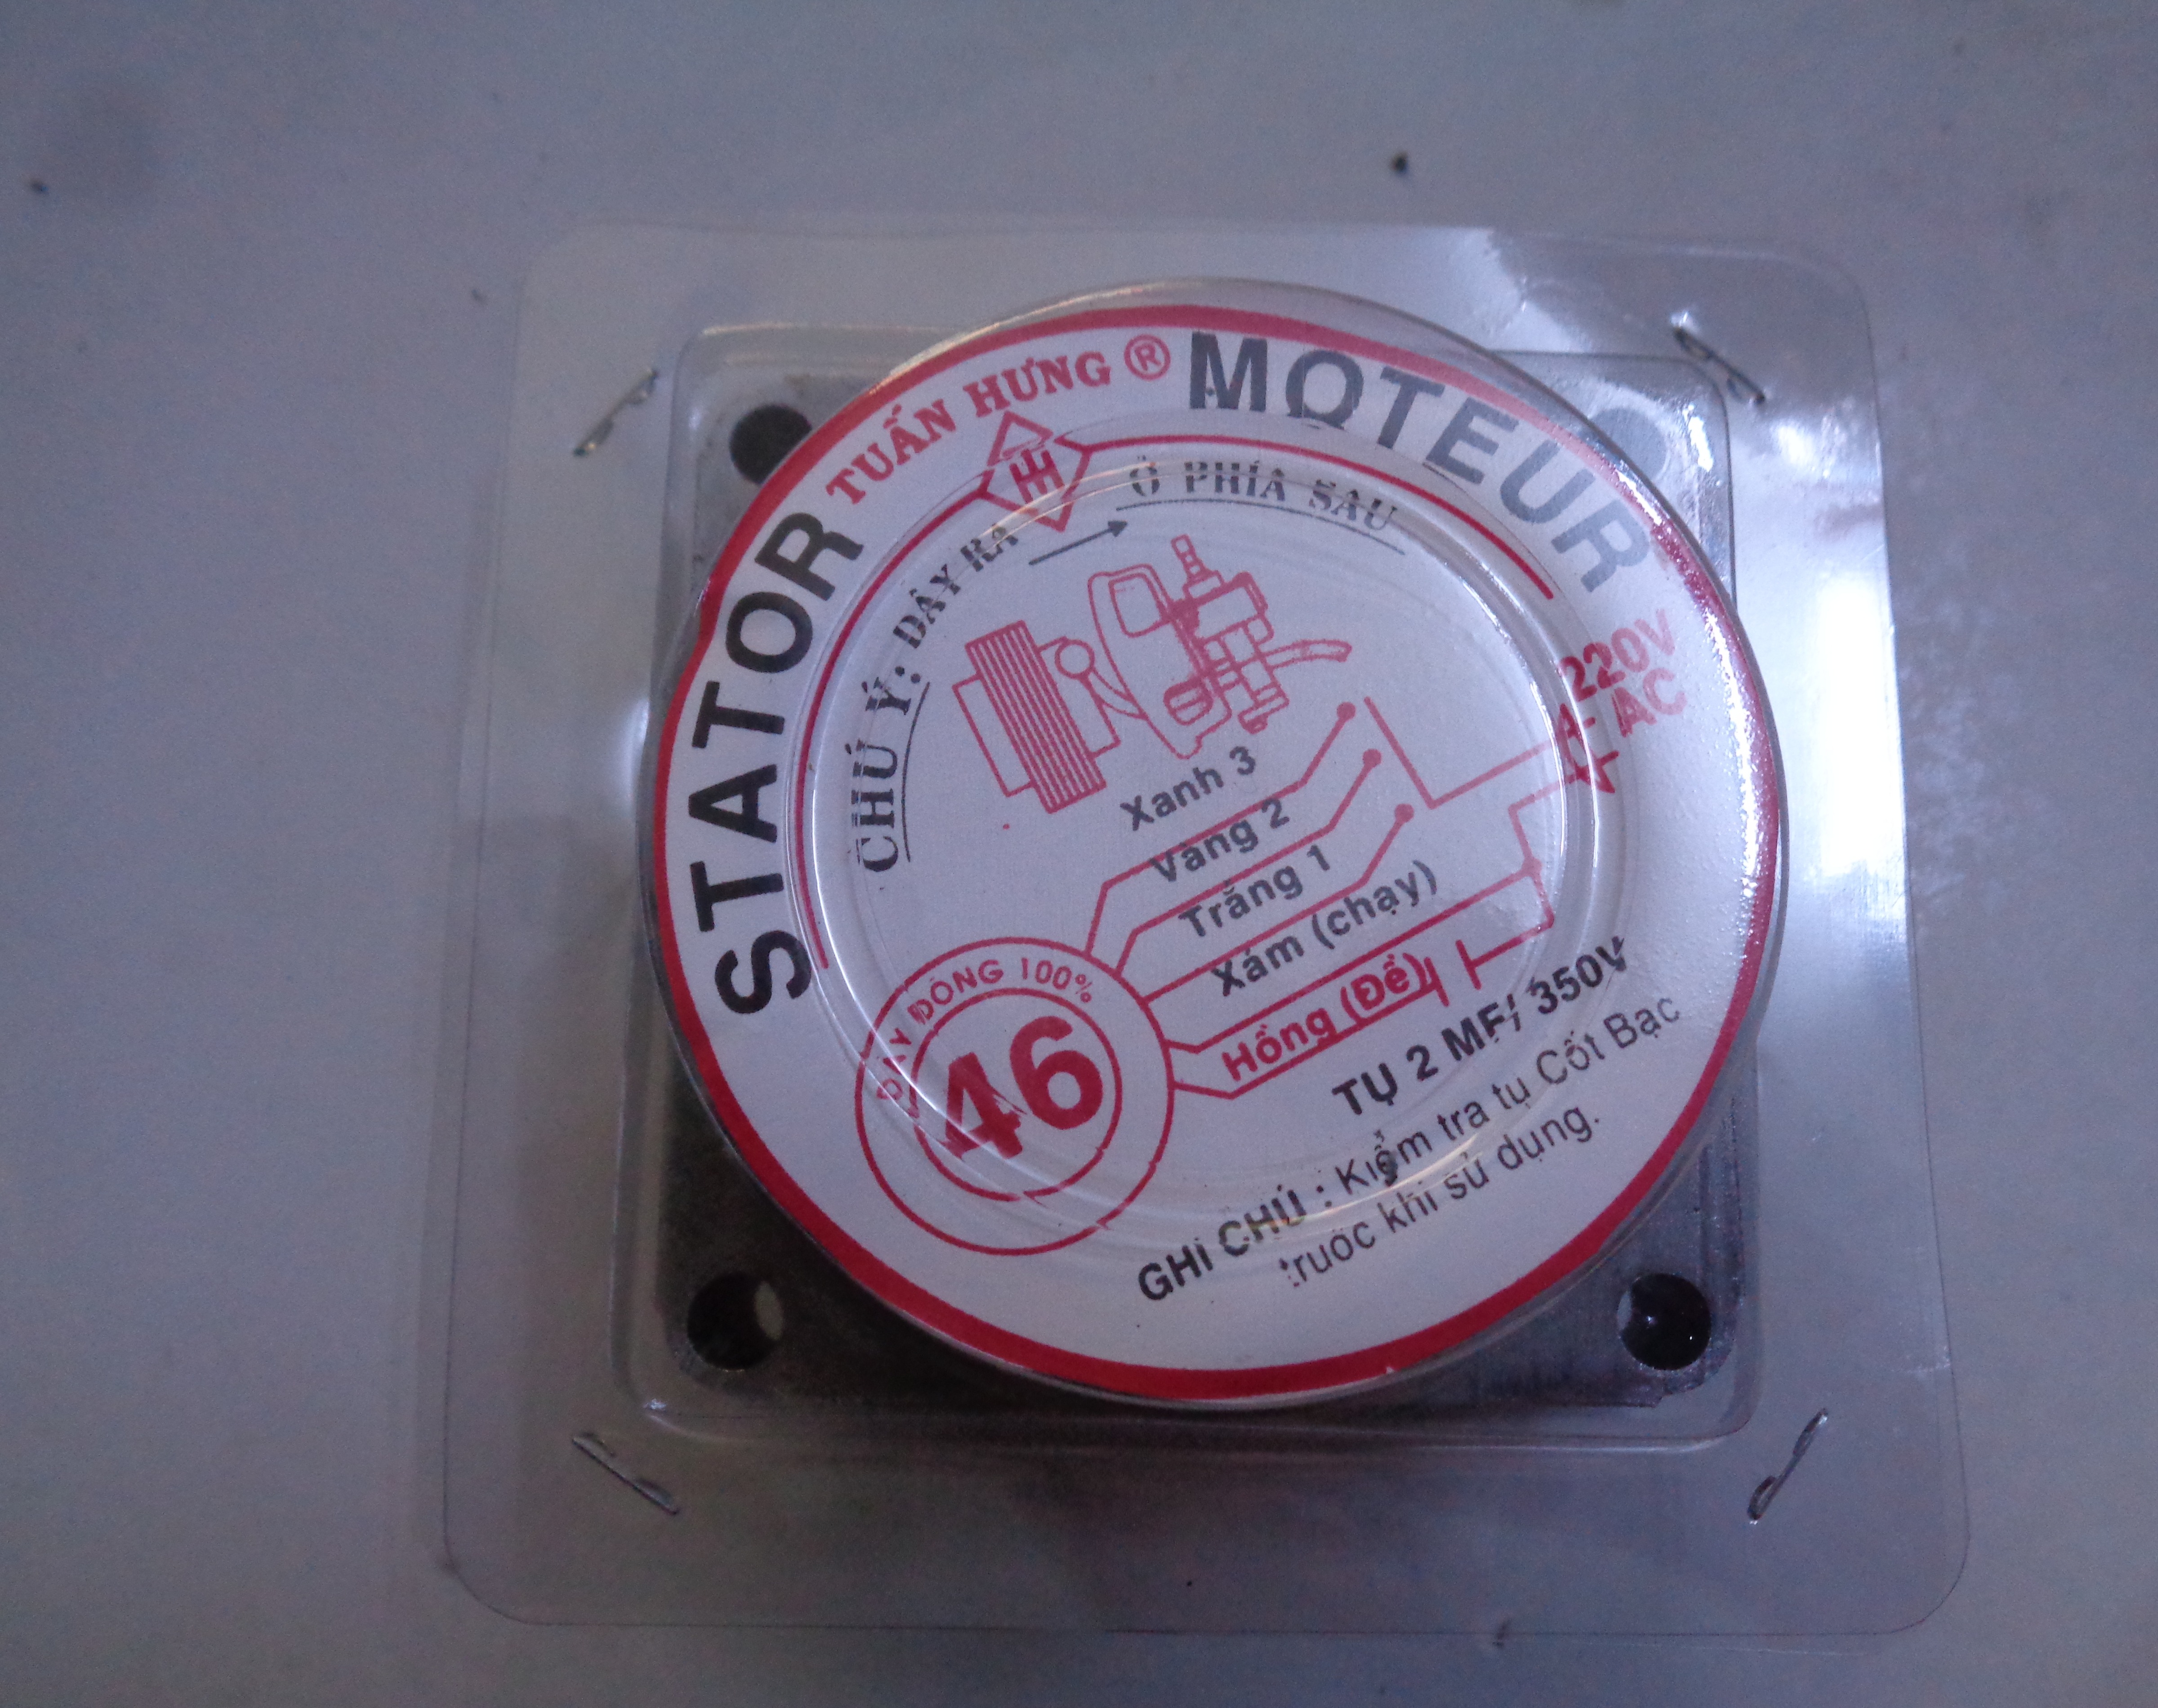 STATOR
TUẤN HƯNG ®
MOTEUR
CHÚ Ý: DÂY RA → Ở PHÍA SAU
220V
AC
Xanh 3
Vàng 2
Trắng 1
Xám (chạy)
Hồng (Đề)
DÂY ĐỒNG 100%
46
TỤ 2 MF/ 350V
GHI CHÚ : Kiểm tra tụ Cốt Bạc
trước khi sử dụng.